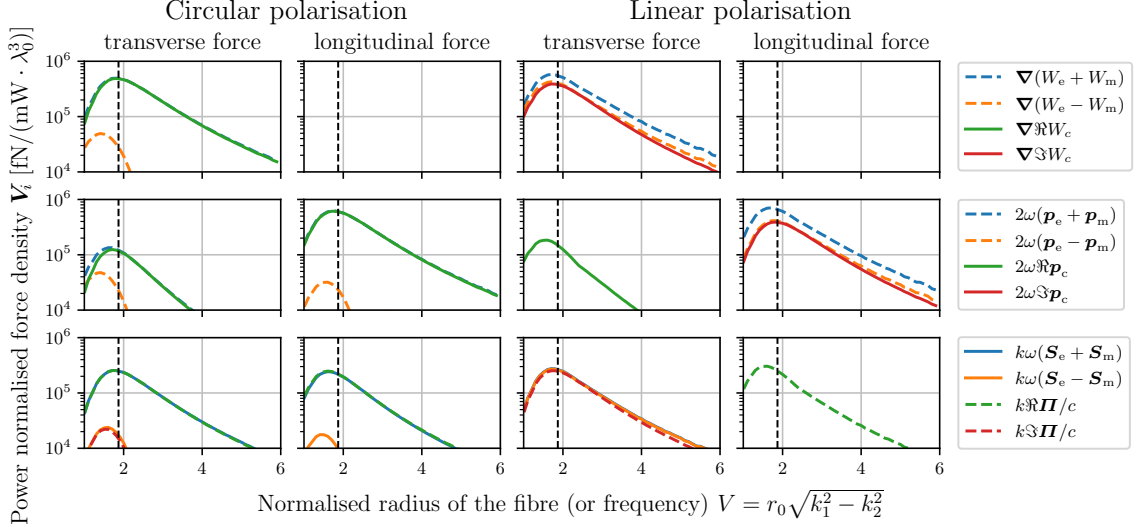 Circular polarisation Linear polarisation
transverse force longitudinal force transverse force longitudinal force
Power normalised force density V_i [fN/(mW · λ_0^3)]
10^6
10^5
10^4
∇(W_e + W_m)
∇(W_e − W_m)
∇ℜW_c
∇ℑW_c
10^6
10^5
10^4
2ω(p_e + p_m)
2ω(p_e − p_m)
2ωℜp_c
2ωℑp_c
10^6
10^5
10^4
kω(S_e + S_m)
kω(S_e − S_m)
kℜΠ/c
kℑΠ/c
2 4 6 2 4 6 2 4 6 2 4 6
Normalised radius of the fibre (or frequency) V = r_0√(k_1^2 − k_2^2)